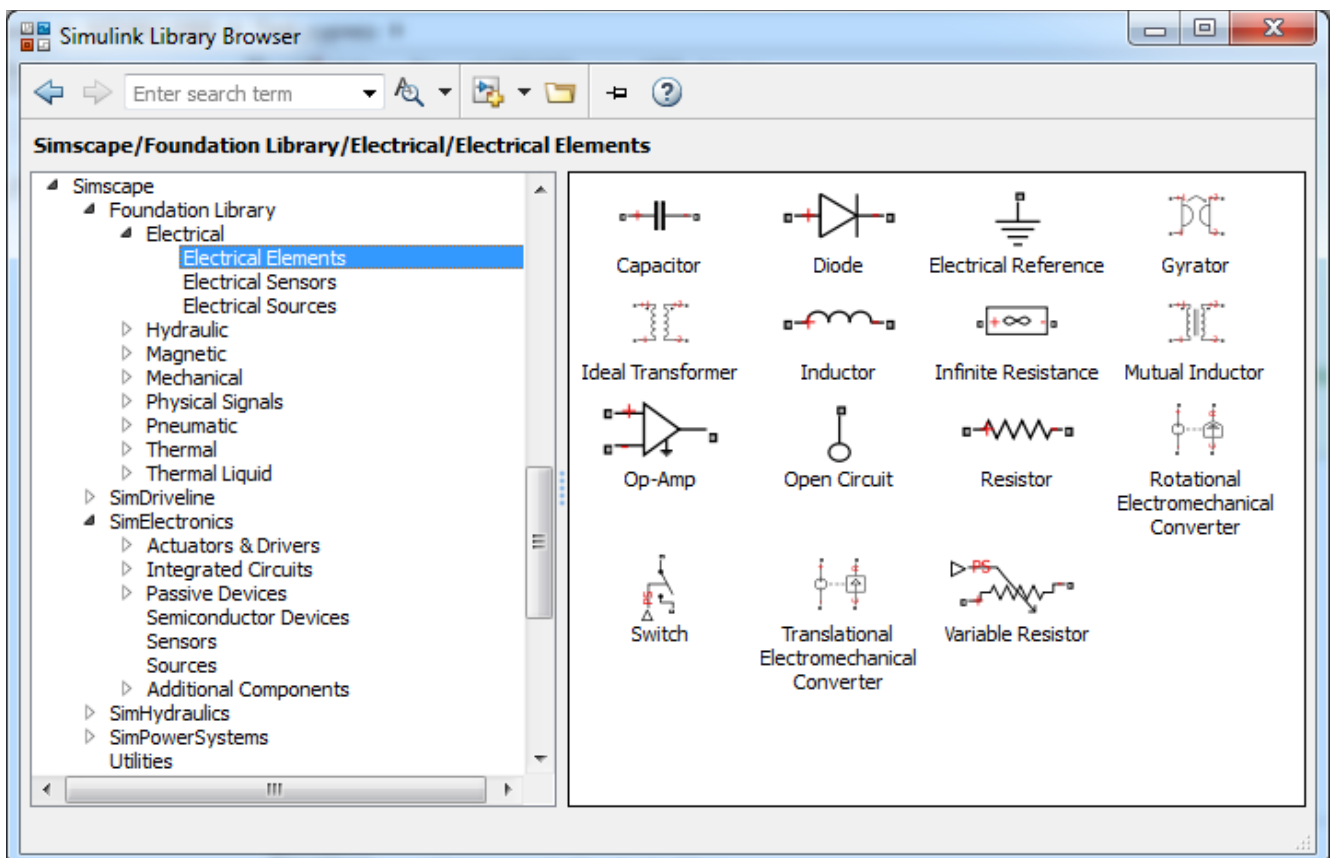 Simulink Library Browser
Enter search term
Simscape/Foundation Library/Electrical/Electrical Elements
Simscape
Foundation Library
Electrical
Electrical Elements
Electrical Sensors
Electrical Sources
Hydraulic
Magnetic
Mechanical
Physical Signals
Pneumatic
Thermal
Thermal Liquid
SimDriveline
SimElectronics
Actuators & Drivers
Integrated Circuits
Passive Devices
Semiconductor Devices
Sensors
Sources
Additional Components
SimHydraulics
SimPowerSystems
Utilities
Capacitor
Diode
Electrical Reference
Gyrator
Ideal Transformer
Inductor
Infinite Resistance
Mutual Inductor
Op-Amp
Open Circuit
Resistor
Rotational
Electromechanical
Converter
PS
Switch
Translational
Electromechanical
Converter
PS
Variable Resistor